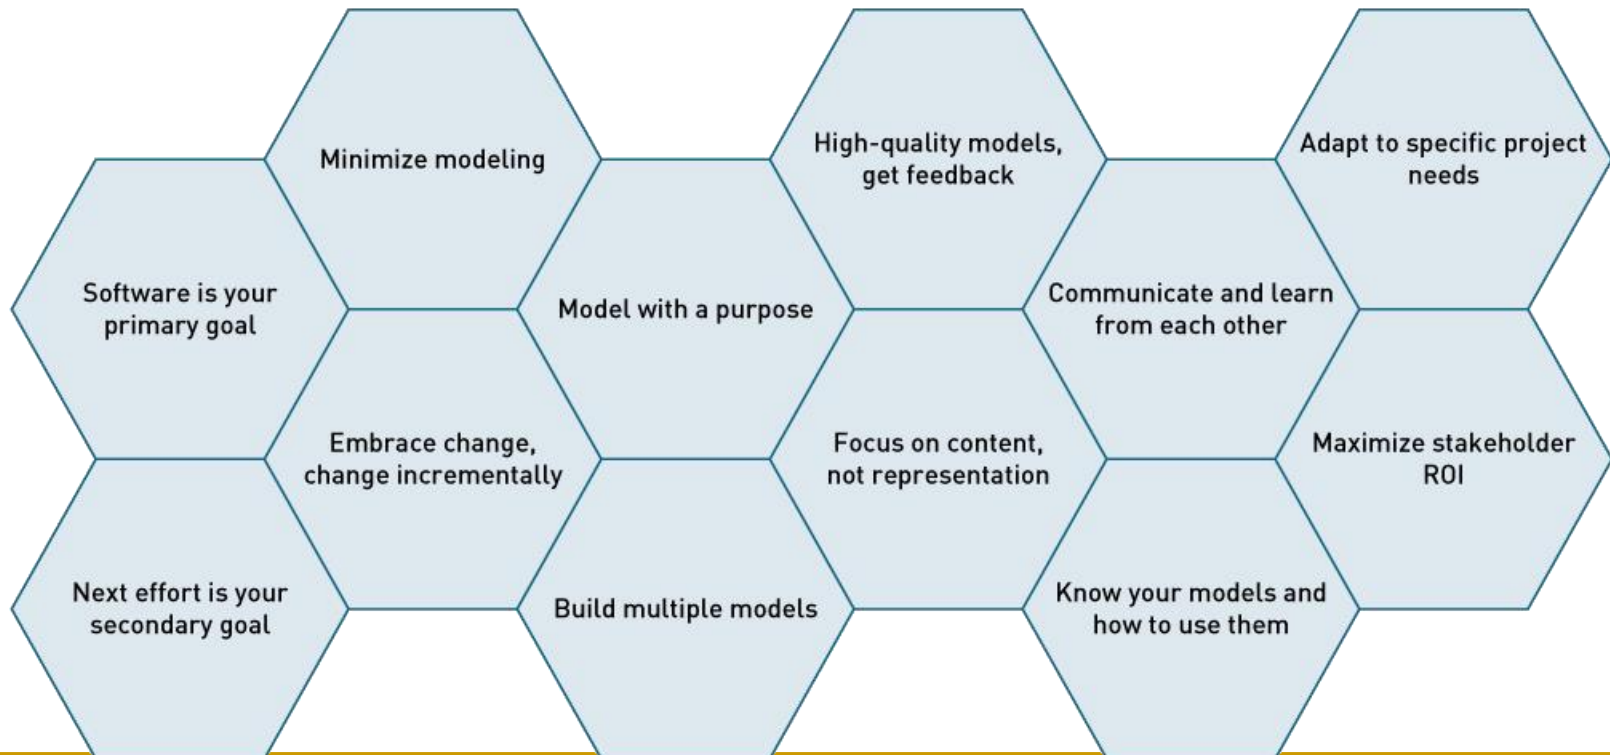 Minimize modeling
High-quality models,
get feedback
Adapt to specific project
needs
Software is your
primary goal
Model with a purpose
Communicate and learn
from each other
Embrace change,
change incrementally
Focus on content,
not representation
Maximize stakeholder
ROI
Next effort is your
secondary goal
Build multiple models
Know your models and
how to use them